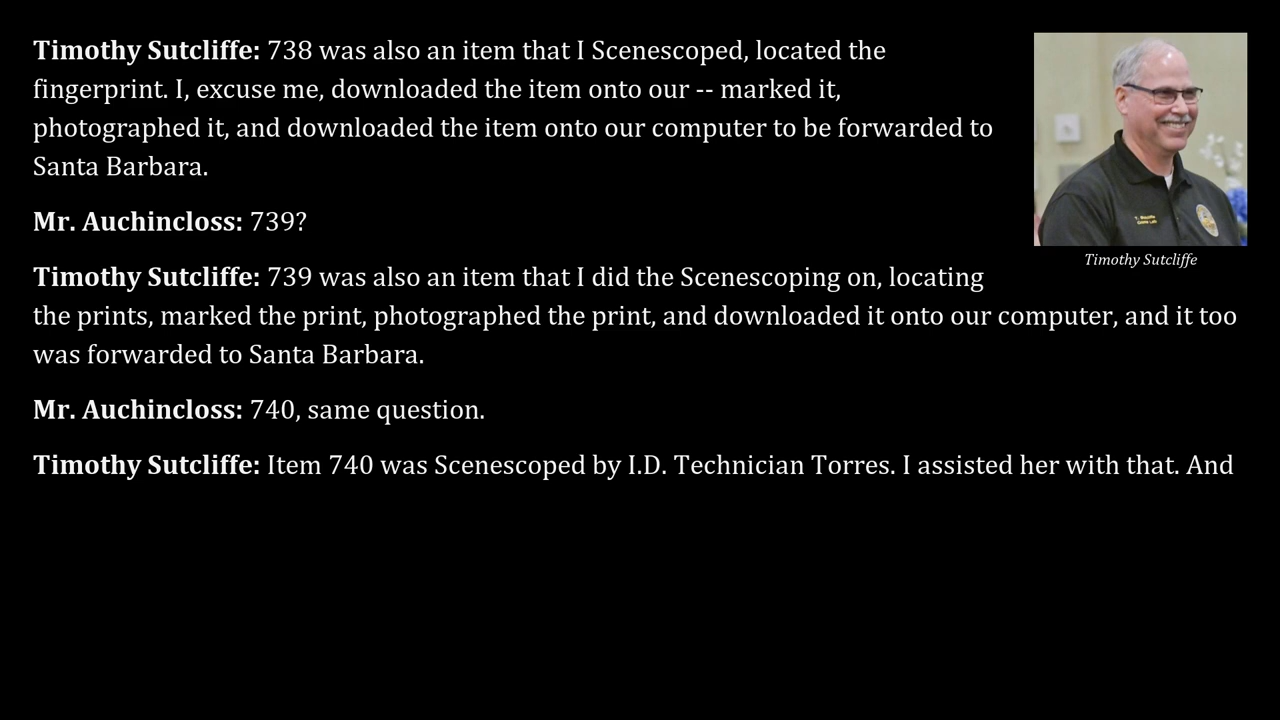 Timothy Sutcliffe: 738 was also an item that I Scenescoped, located the
fingerprint. I, excuse me, downloaded the item onto our -- marked it,
photographed it, and downloaded the item onto our computer to be forwarded to
Santa Barbara.
Mr. Auchincloss: 739?
Timothy Sutcliffe
Timothy Sutcliffe: 739 was also an item that I did the Scenescoping on, locating
the prints, marked the print, photographed the print, and downloaded it onto our computer, and it too
was forwarded to Santa Barbara.
Mr. Auchincloss: 740, same question.
Timothy Sutcliffe: Item 740 was Scenescoped by I.D. Technician Torres. I assisted her with that. And